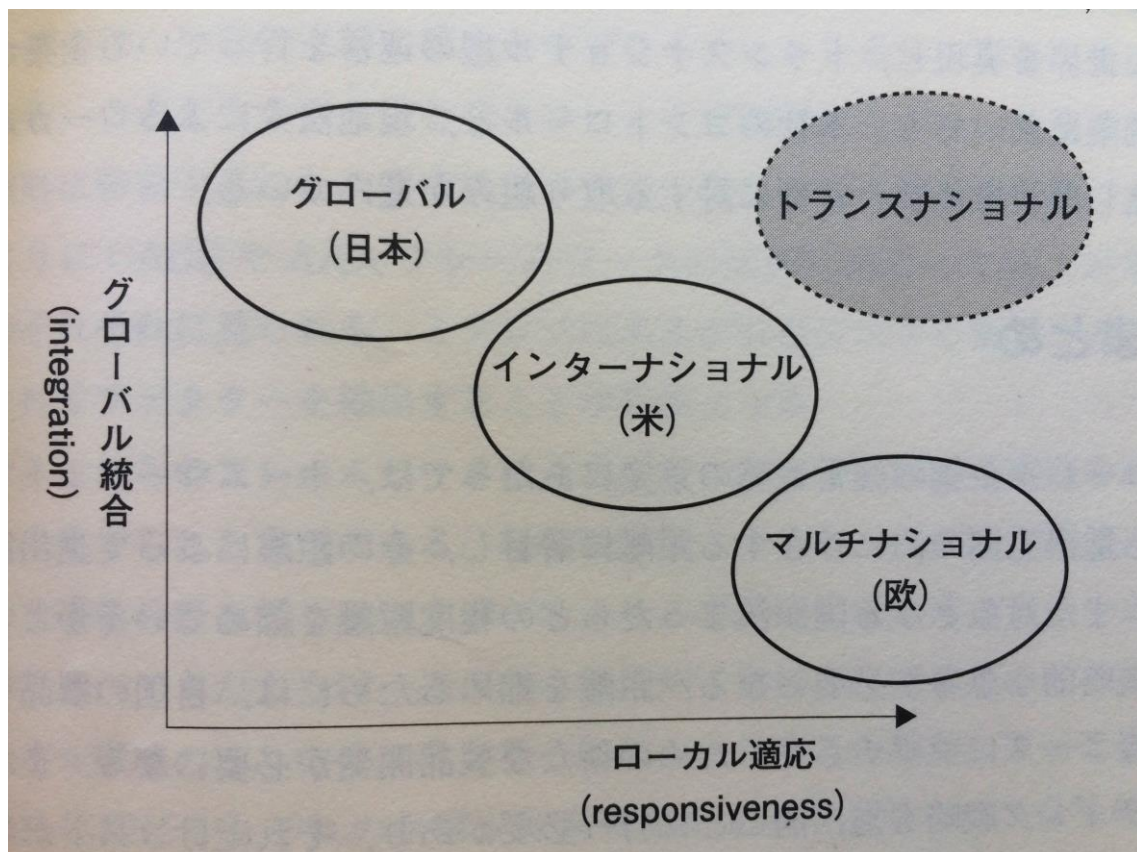 グローバル
(日本)
トランスナショナル
インターナショナル
(米)
マルチナショナル
(欧)
グローバル統合
(integration)
ローカル適応
(responsiveness)